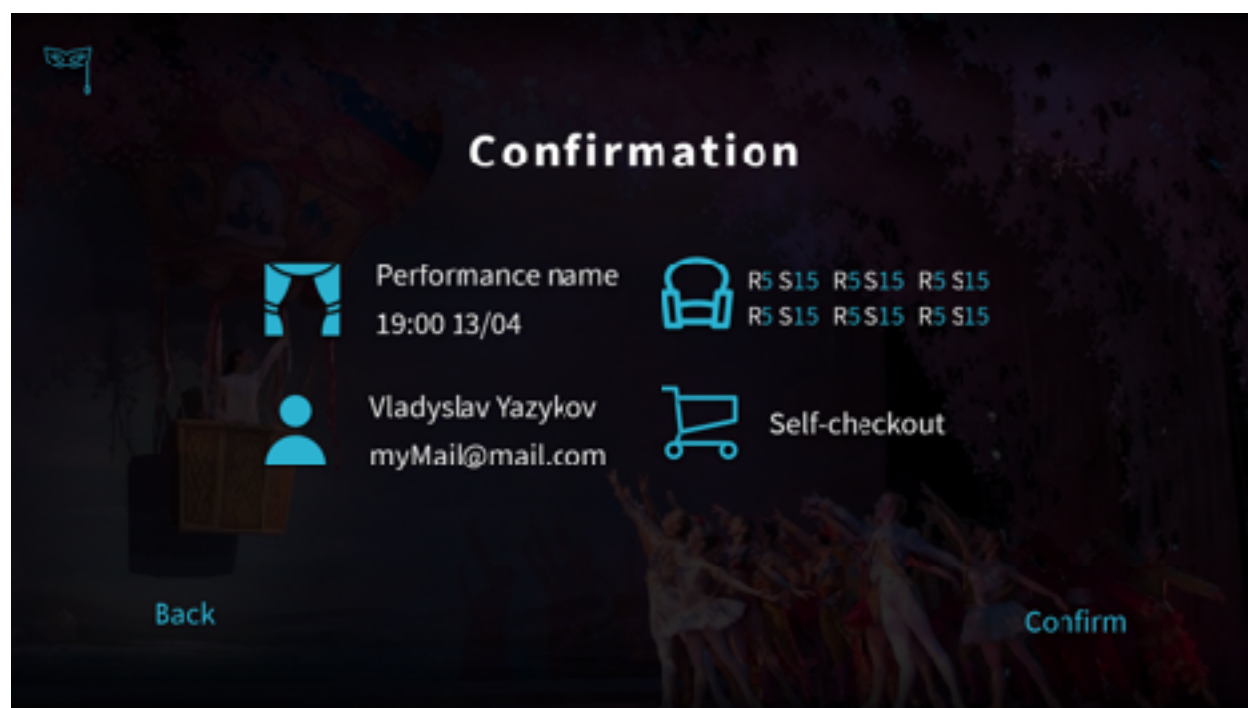 Confirmation
Performance name
19:00 13/04
R5 S15 R5 S15 R5 S15
R5 S15 R5 S15 R5 S15
Vladyslav Yazykov
myMail@mail.com
Self-checkout
Back
Confirm